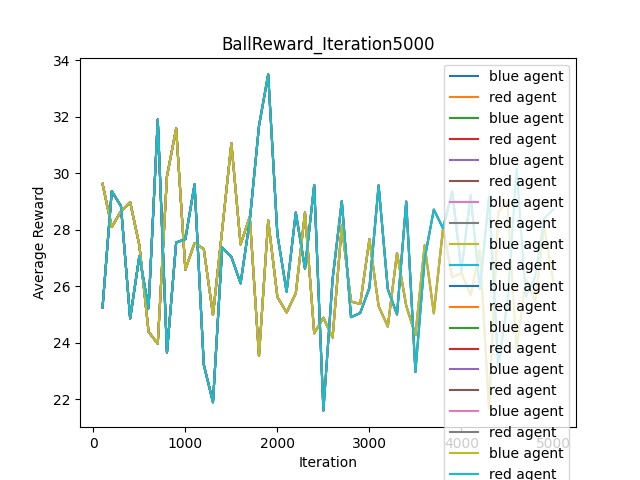 BallReward_Iteration5000
34
32
30
28
26
24
22
Average Reward
0
1000
2000
3000
4000
5000
Iteration
blue agent
red agent
blue agent
red agent
blue agent
red agent
blue agent
red agent
blue agent
red agent
blue agent
red agent
blue agent
red agent
blue agent
red agent
blue agent
red agent
blue agent
red agent